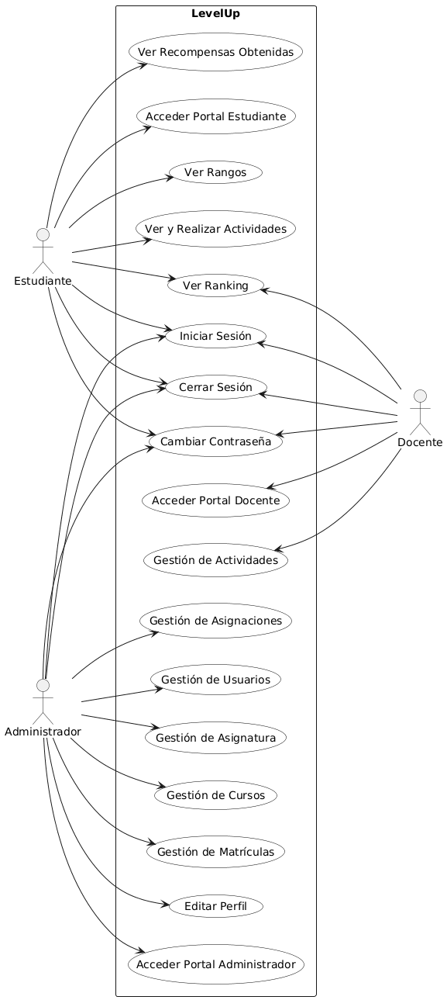 LevelUp
Ver Recompensas Obtenidas
Acceder Portal Estudiante
Ver Rangos
Ver y Realizar Actividades
Estudiante
Ver Ranking
Iniciar Sesión
Cerrar Sesión
Cambiar Contraseña
Docente
Acceder Portal Docente
Gestión de Actividades
Gestión de Asignaciones
Gestión de Usuarios
Administrador
Gestión de Asignatura
Gestión de Cursos
Gestión de Matrículas
Editar Perfil
Acceder Portal Administrador